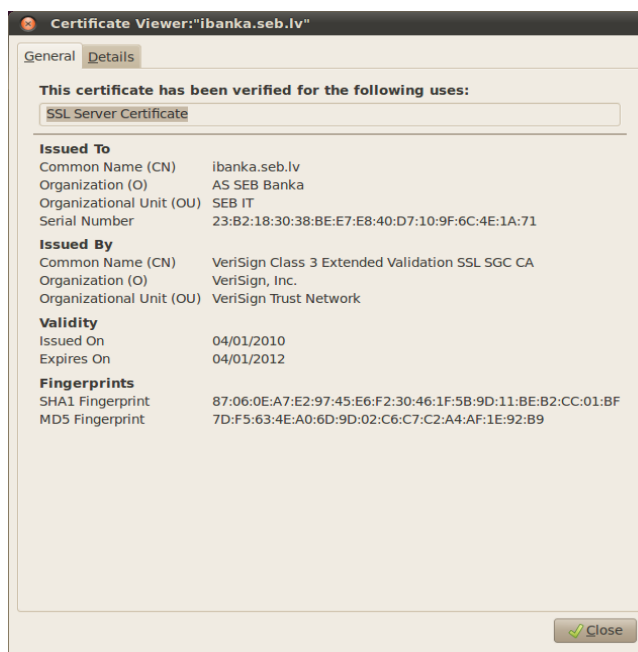 Certificate Viewer:"ibanka.seb.lv"
General Details
This certificate has been verified for the following uses:
SSL Server Certificate
Issued To
Common Name (CN) ibanka.seb.lv
Organization (O) AS SEB Banka
Organizational Unit (OU) SEB IT
Serial Number 23:B2:18:30:38:BE:E7:E8:40:D7:10:9F:6C:4E:1A:71
Issued By
Common Name (CN) VeriSign Class 3 Extended Validation SSL SGC CA
Organization (O) VeriSign, Inc.
Organizational Unit (OU) VeriSign Trust Network
Validity
Issued On 04/01/2010
Expires On 04/01/2012
Fingerprints
SHA1 Fingerprint 87:06:0E:A7:E2:97:45:E6:F2:30:46:1F:5B:9D:11:BE:B2:CC:01:BF
MD5 Fingerprint 7D:F5:63:4E:A0:6D:9D:02:C6:C7:C2:A4:AF:1E:92:B9
Close